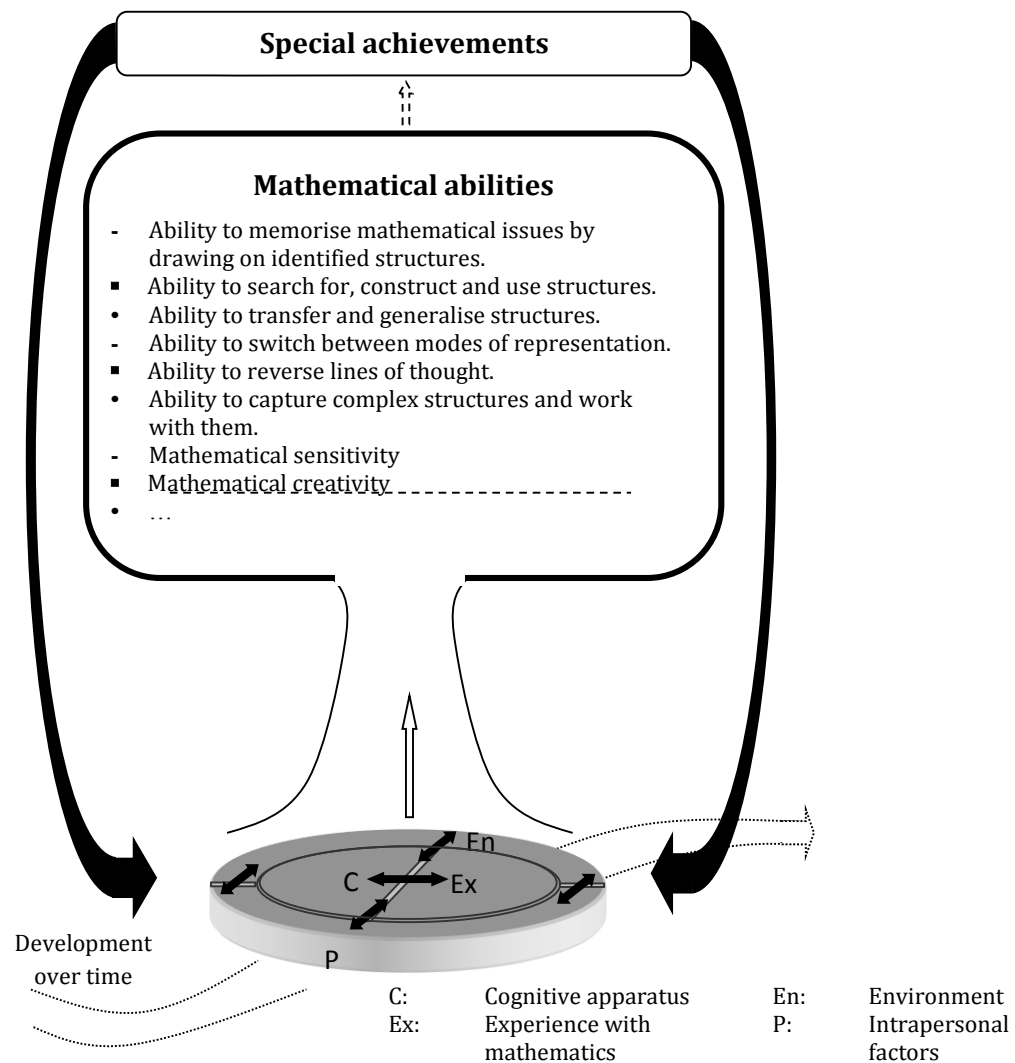 Special achievements
Mathematical abilities
- Ability to memorise mathematical issues by
drawing on identified structures.
▪ Ability to search for, construct and use structures.
• Ability to transfer and generalise structures.
- Ability to switch between modes of representation.
▪ Ability to reverse lines of thought.
• Ability to capture complex structures and work
with them.
- Mathematical sensitivity
▪ Mathematical creativity
• …
En
C Ex
P
Development
over time
C: Cognitive apparatus En: Environment
Ex: Experience with P: Intrapersonal
mathematics factors